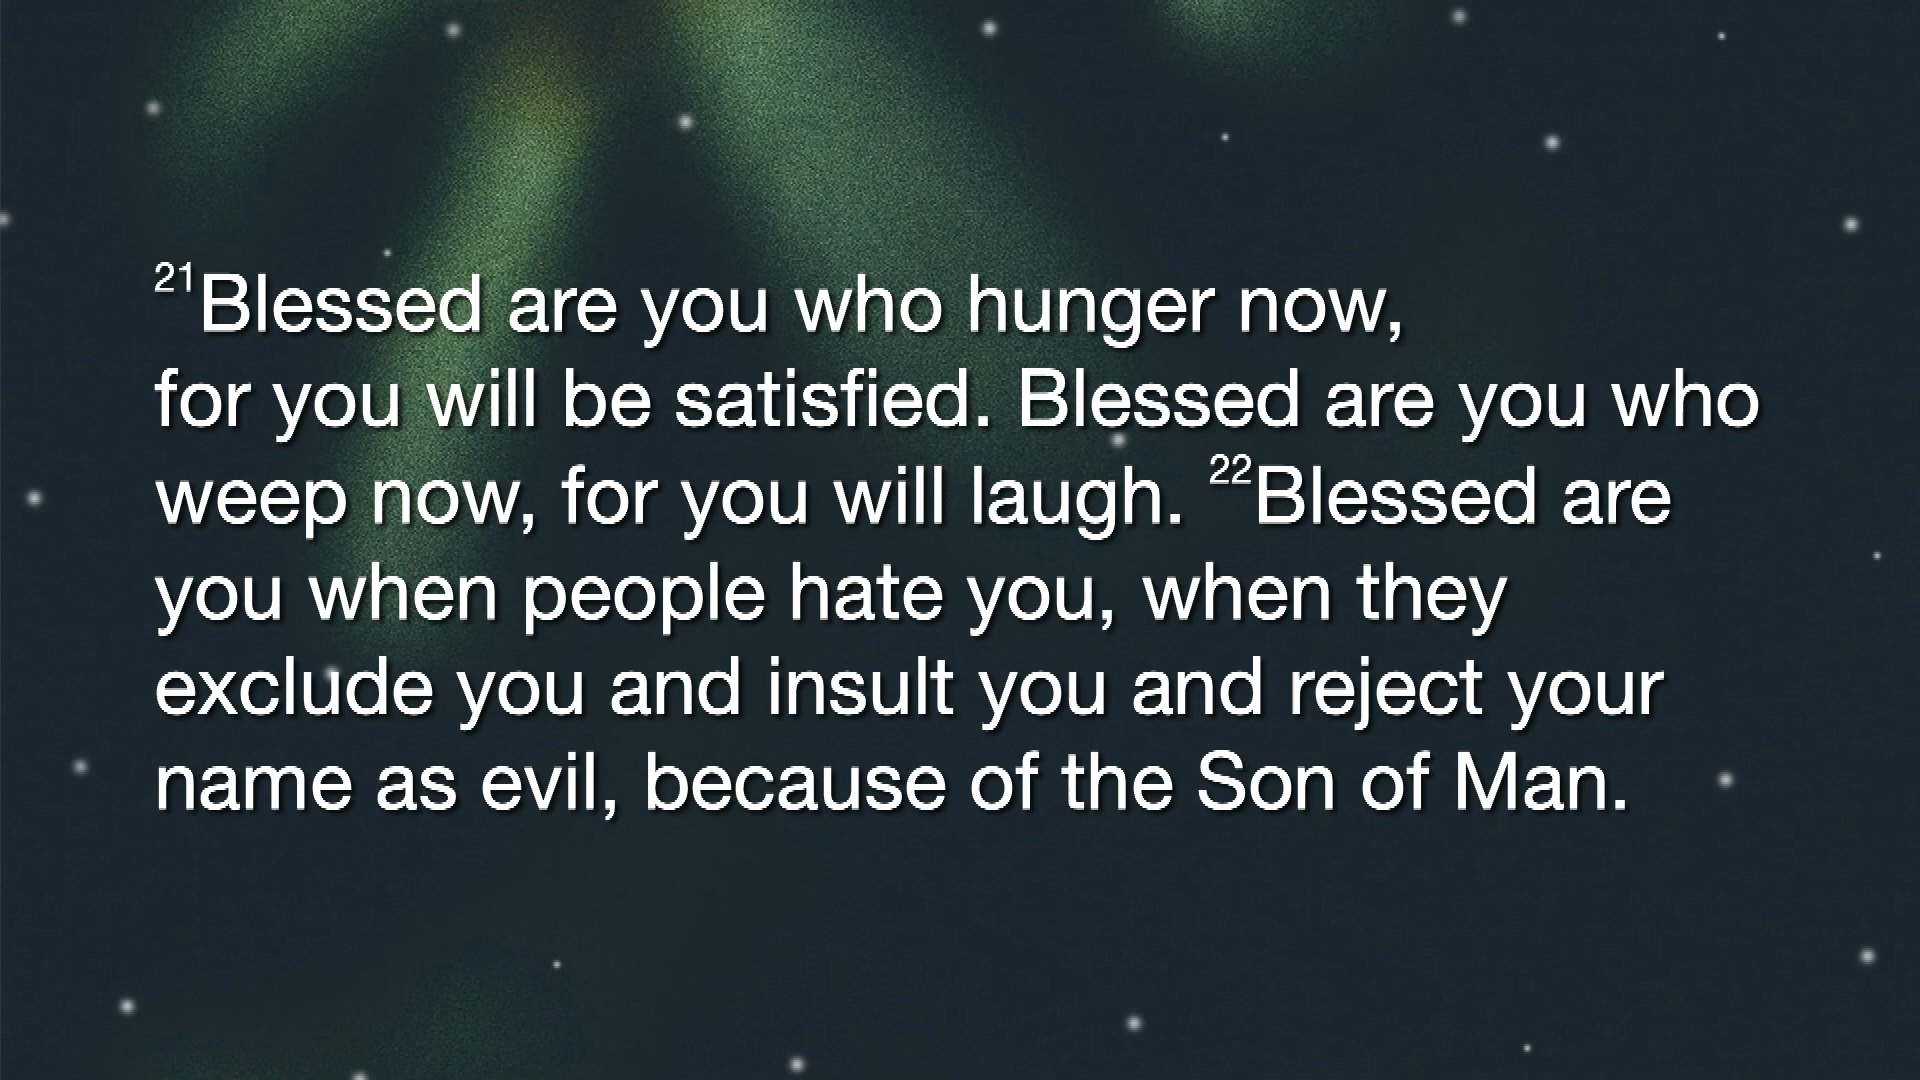 21Blessed are you who hunger now,
for you will be satisfied. Blessed are you who
weep now, for you will laugh. 22Blessed are
you when people hate you, when they
exclude you and insult you and reject your
name as evil, because of the Son of Man.